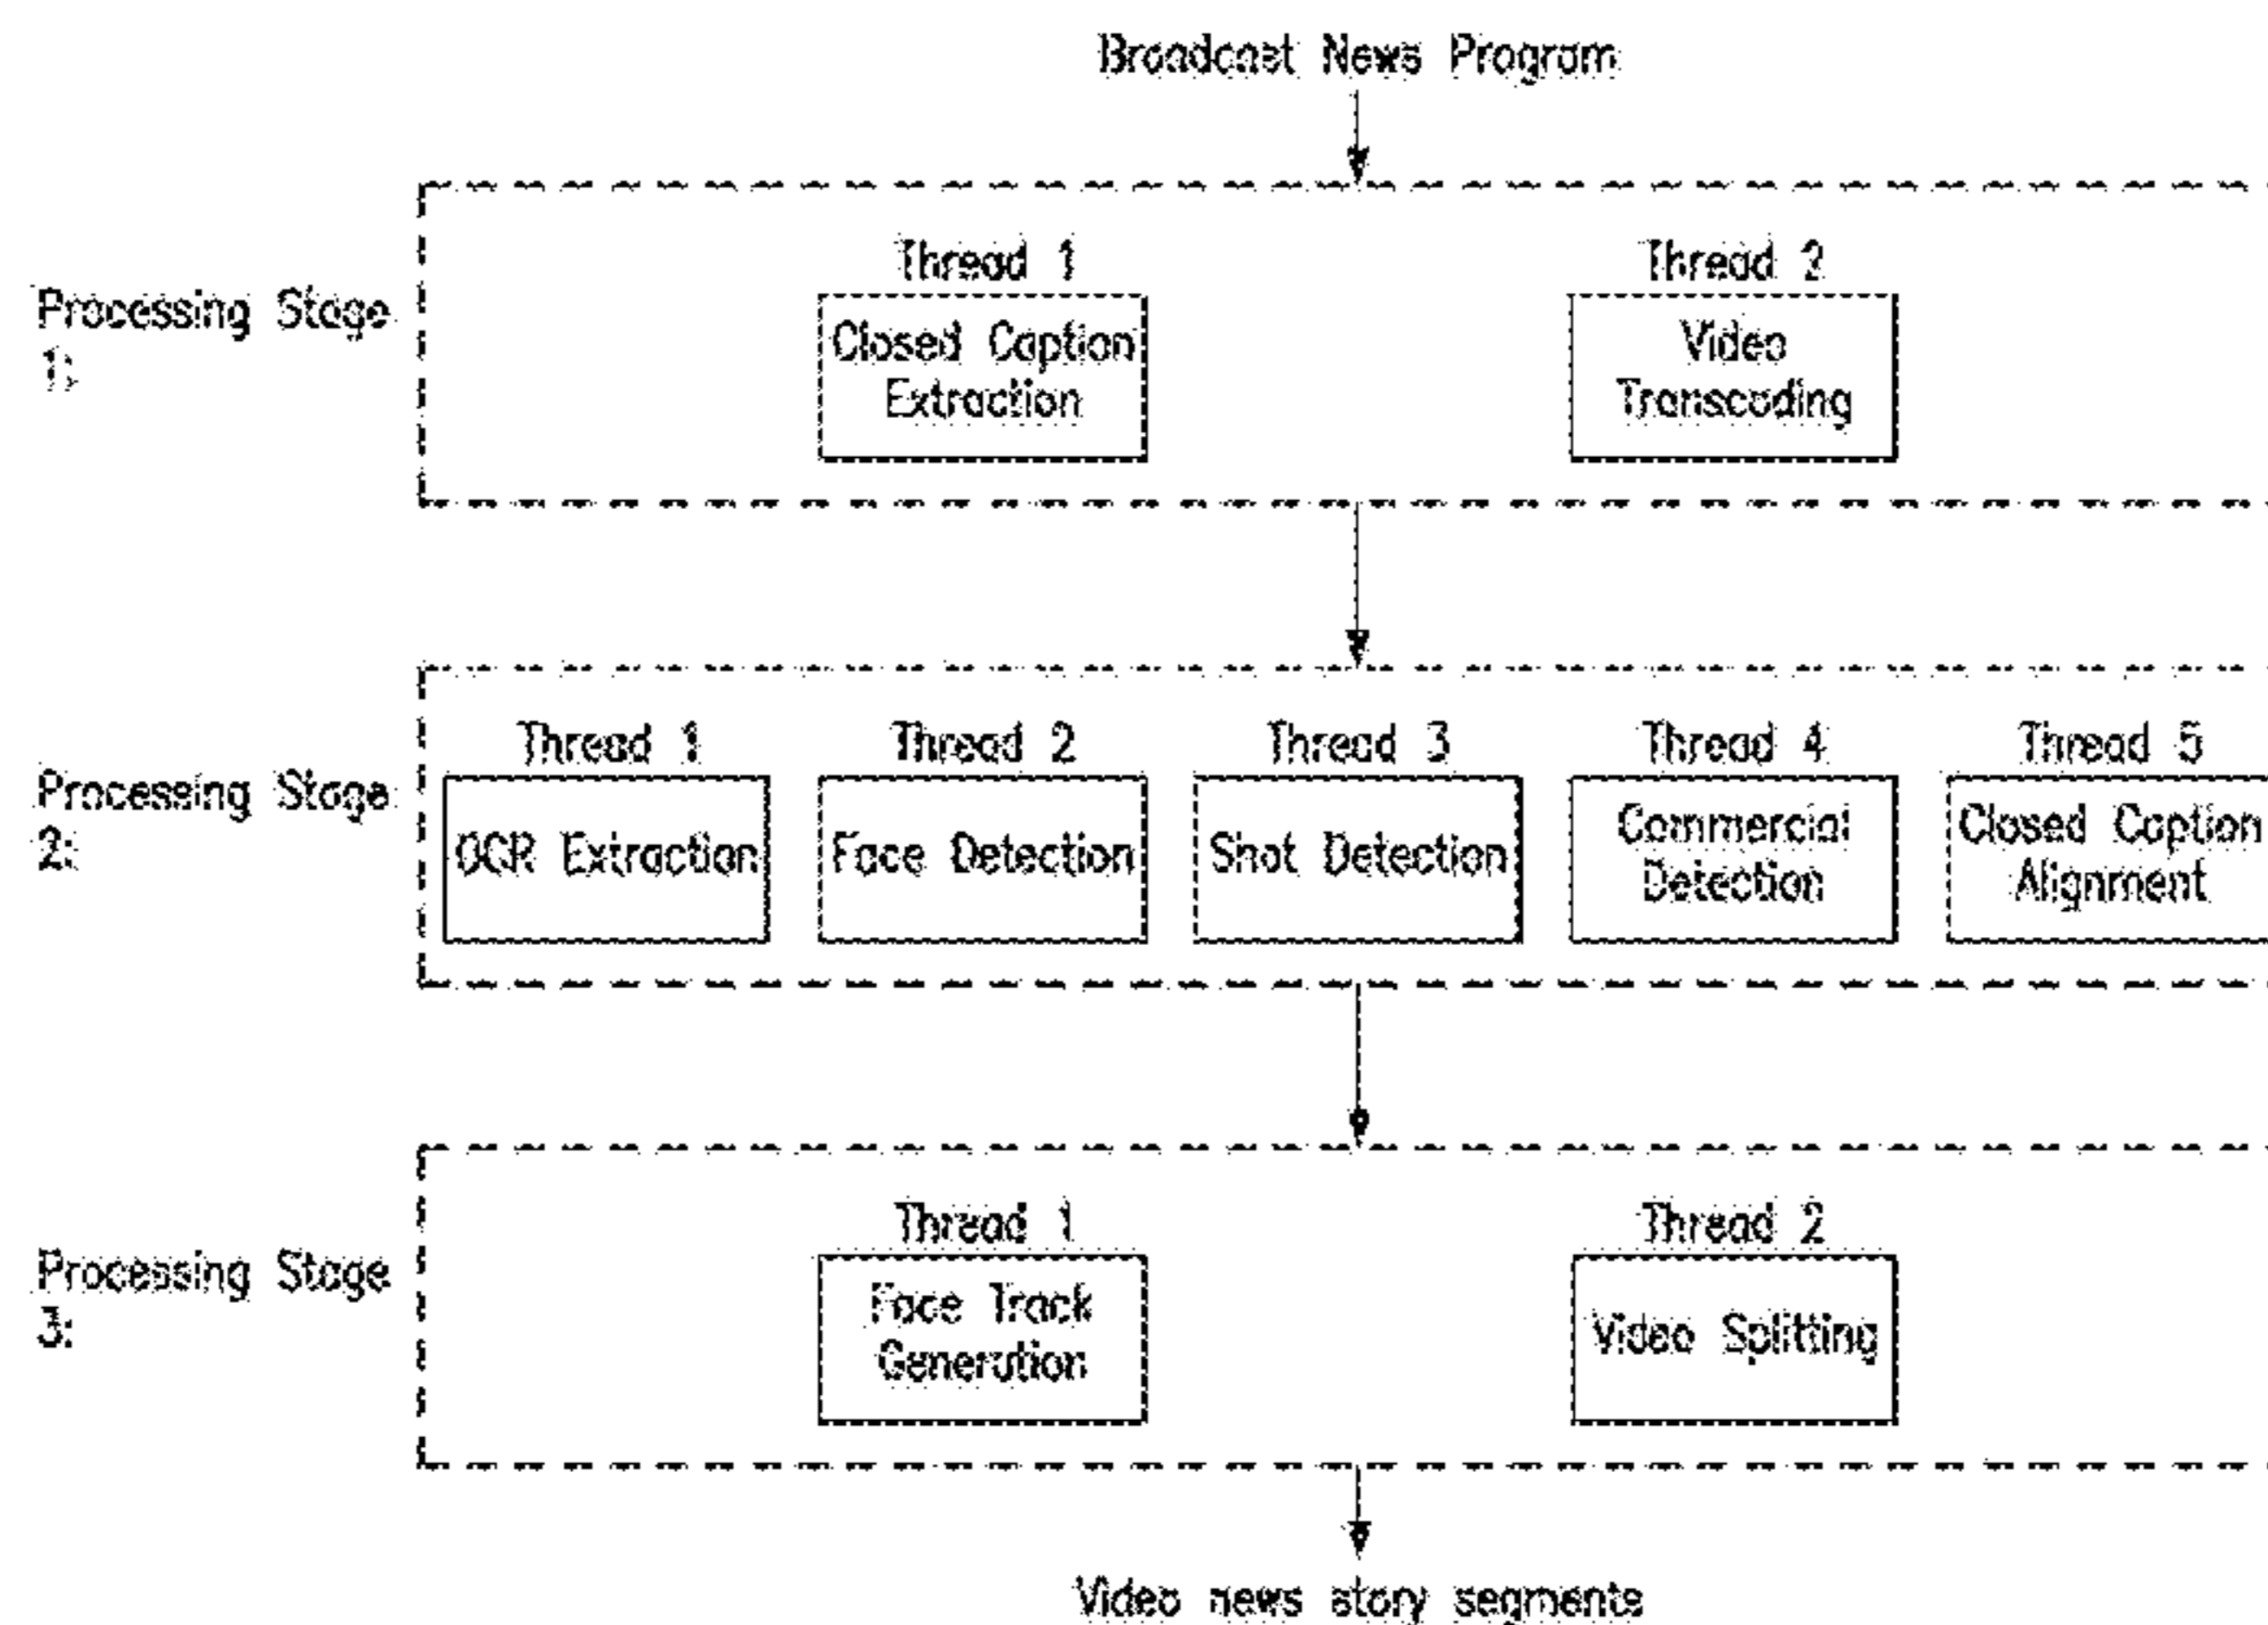 Broadcast News Program
Thread 1 Thread 2
Processing Stage
1:
Closed Caption
Extraction
Video
Transcoding
Thread 1 Thread 2 Thread 3 Thread 4 Thread 5
Processing Stage
2:
OCR Extraction
Face Detection
Shot Detection
Commercial
Detection
Closed Caption
Alignment
Thread 1 Thread 2
Processing Stage
3:
Face Track
Generation
Video Splitting
Video news story segments